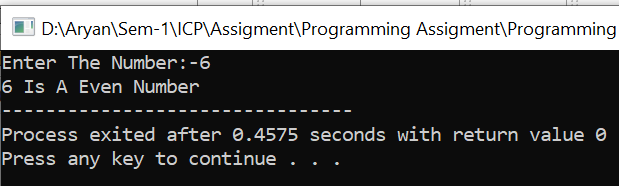 D:\Aryan\Sem-1\ICP\Assigment\Programming Assigment\Programming
Enter The Number:-6
6 Is A Even Number
--------------------------------
Process exited after 0.4575 seconds with return value 0
Press any key to continue . . .